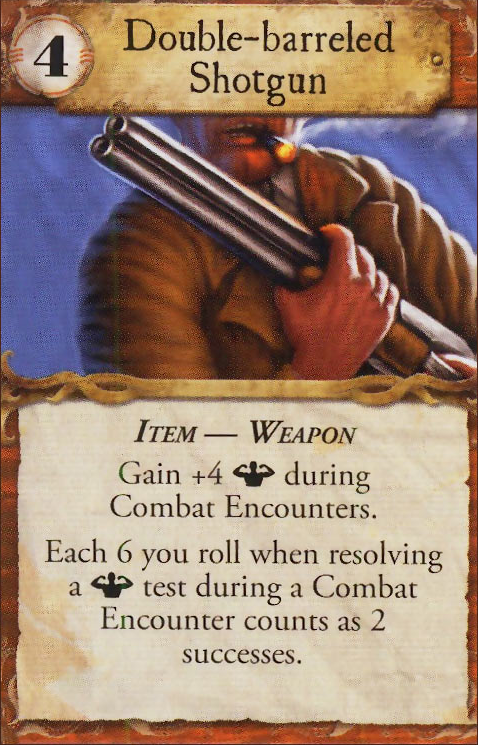 4
Double-barreled
Shotgun
ITEM — WEAPON
Gain +4 during
Combat Encounters.
Each 6 you roll when resolving
a test during a Combat
Encounter counts as 2
successes.